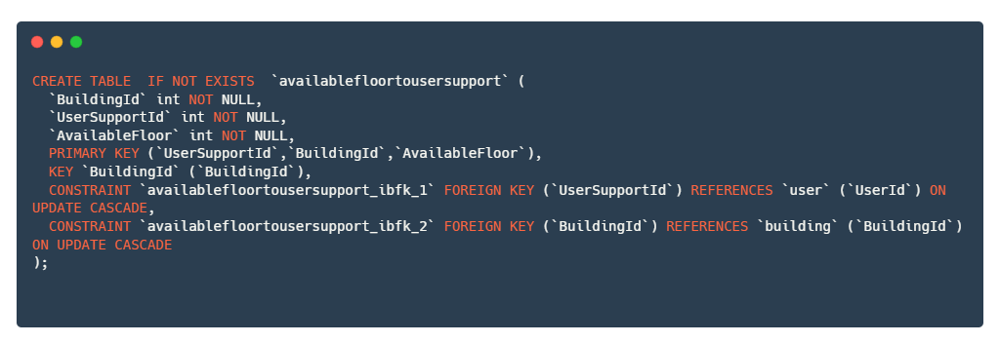 CREATE TABLE  IF NOT EXISTS  `availablefloortousersupport` (
  `BuildingId` int NOT NULL,
  `UserSupportId` int NOT NULL,
  `AvailableFloor` int NOT NULL,
  PRIMARY KEY (`UserSupportId`,`BuildingId`,`AvailableFloor`),
  KEY `BuildingId` (`BuildingId`),
  CONSTRAINT `availablefloortousersupport_ibfk_1` FOREIGN KEY (`UserSupportId`) REFERENCES `user` (`UserId`) ON
UPDATE CASCADE,
  CONSTRAINT `availablefloortousersupport_ibfk_2` FOREIGN KEY (`BuildingId`) REFERENCES `building` (`BuildingId`)
ON UPDATE CASCADE
);